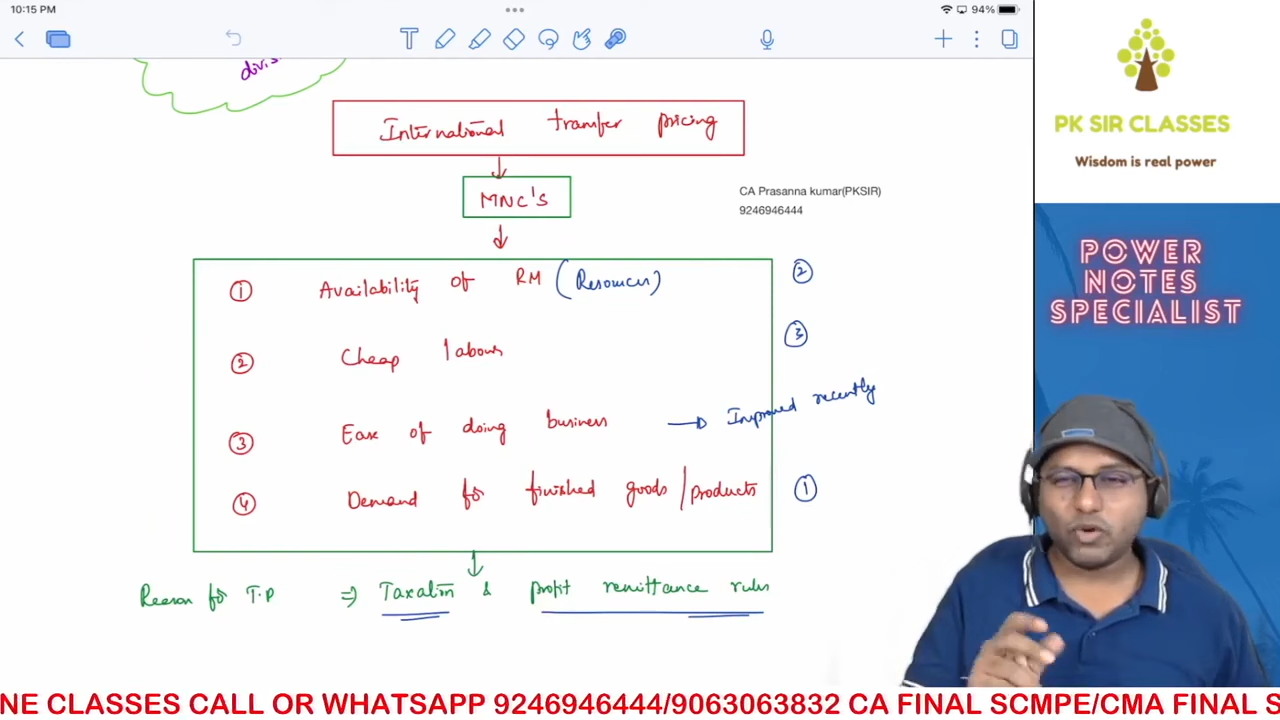 10:15 PM
94%
divis
International transfer pricing
MNC's
CA Prasanna kumar(PKSIR)
9246946444
① Availability of RM (Resources) ②
② Cheap labour ③
③ Ease of doing business → Improved recently
④ Demand for finished goods/products ①
Reason for T.P ⇒ Taxation & profit remittance rules
PK SIR CLASSES
Wisdom is real power
POWER
NOTES
SPECIALIST
NE CLASSES CALL OR WHATSAPP 9246946444/9063063832 CA FINAL SCMPE/CMA FINAL S